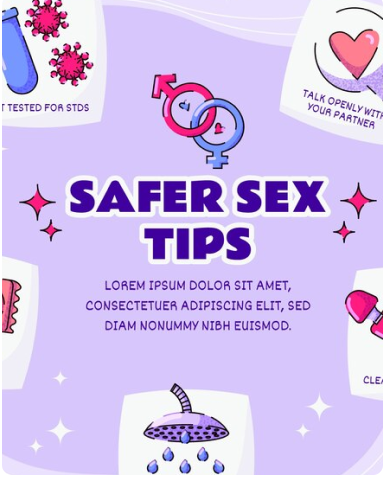 T TESTED FOR STDS
TALK OPENLY WITH
YOUR PARTNER
SAFER SEX
TIPS
LOREM IPSUM DOLOR SIT AMET,
CONSECTETUER ADIPISCING ELIT, SED
DIAM NONUMMY NIBH EUISMOD.
CLEA